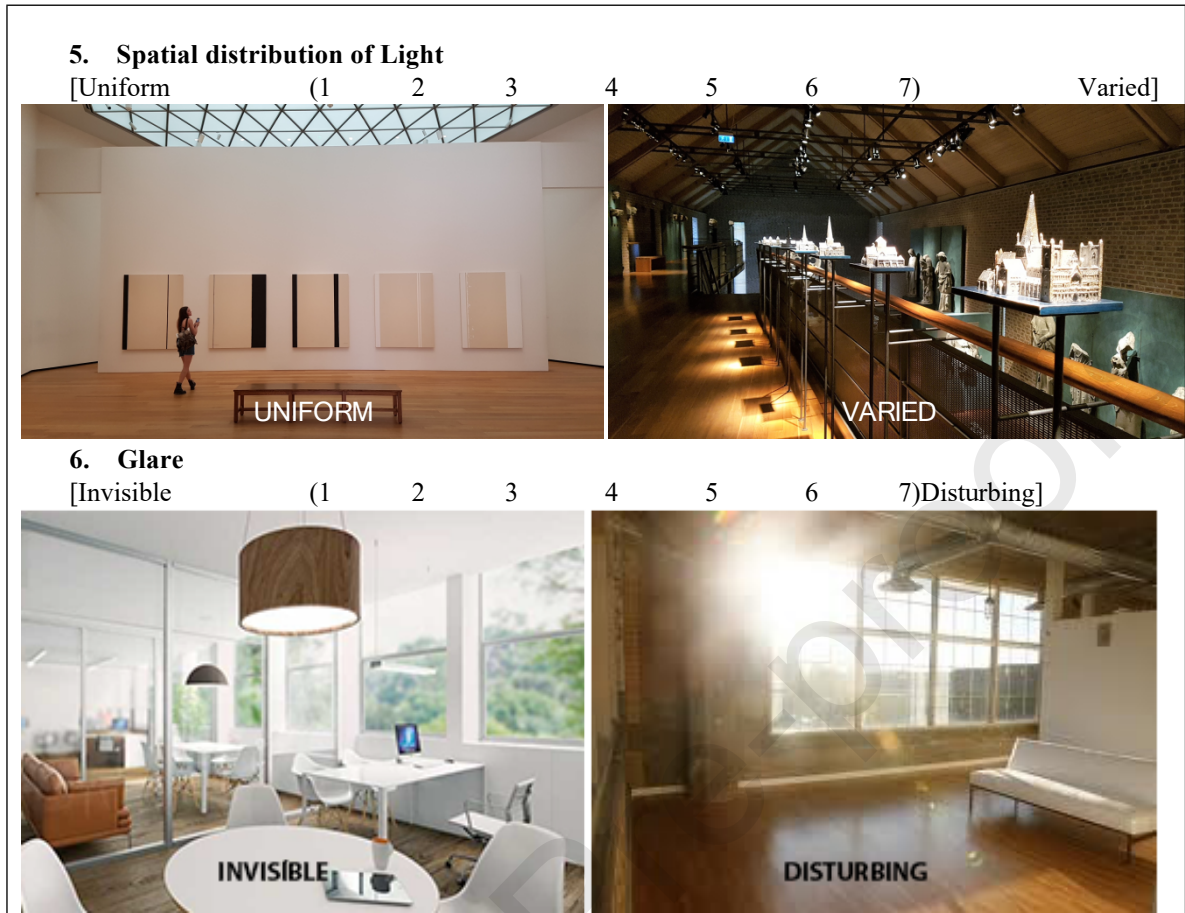 5. Spatial distribution of Light
[Uniform (1 2 3 4 5 6 7) Varied]
UNIFORM VARIED
6. Glare
[Invisible (1 2 3 4 5 6 7)Disturbing]
INVISÍBLE DISTURBING